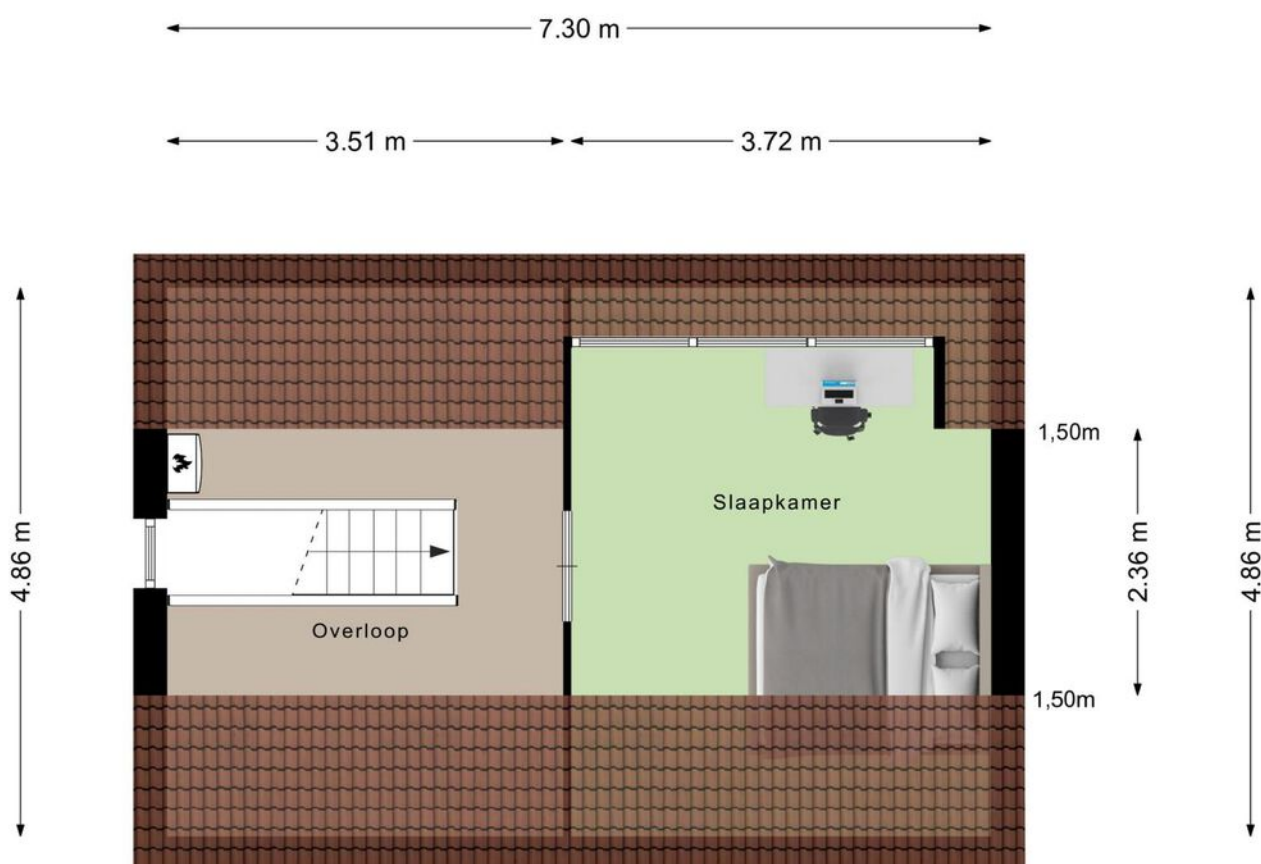 7.30 m
3.51 m
3.72 m
1,50m
Slaapkamer
4.86 m
2.36 m
4.86 m
Overloop
1,50m